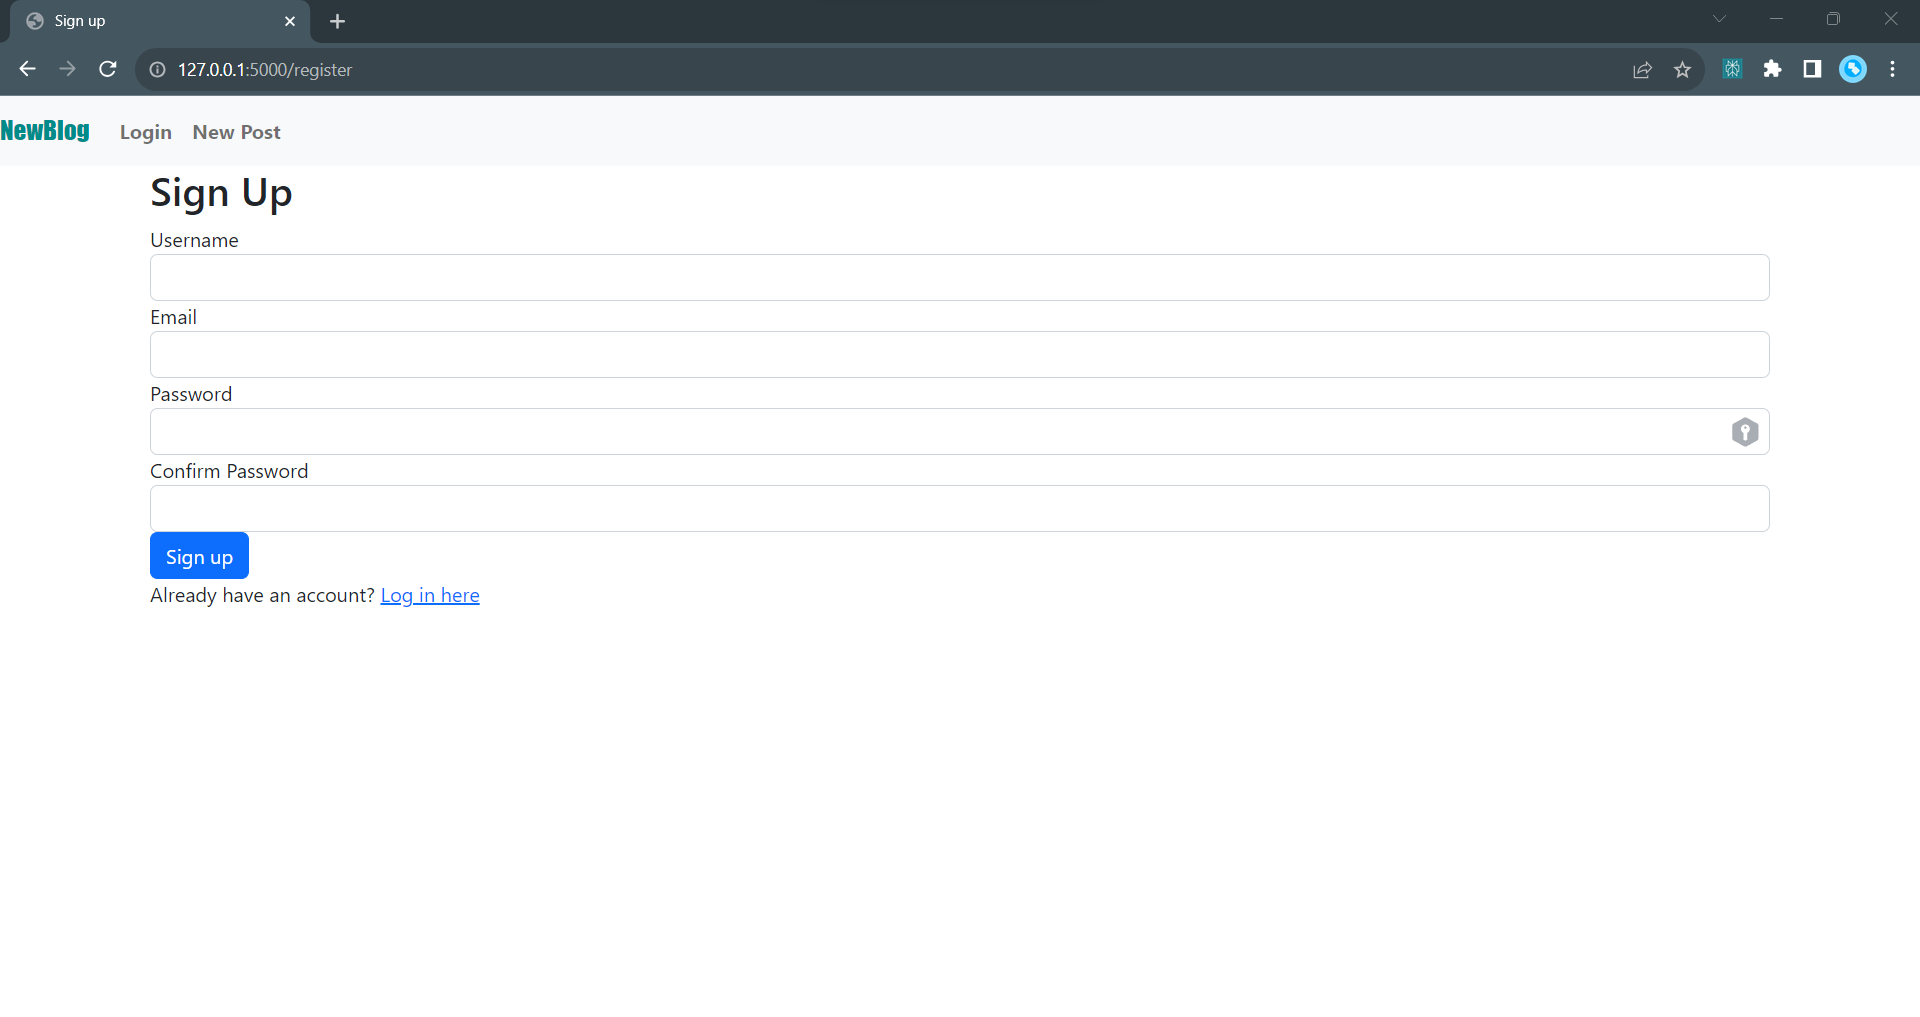 Sign up
127.0.0.1:5000/register
NewBlog Login New Post
Sign Up
Username
Email
Password
Confirm Password
Sign up
Already have an account? Log in here